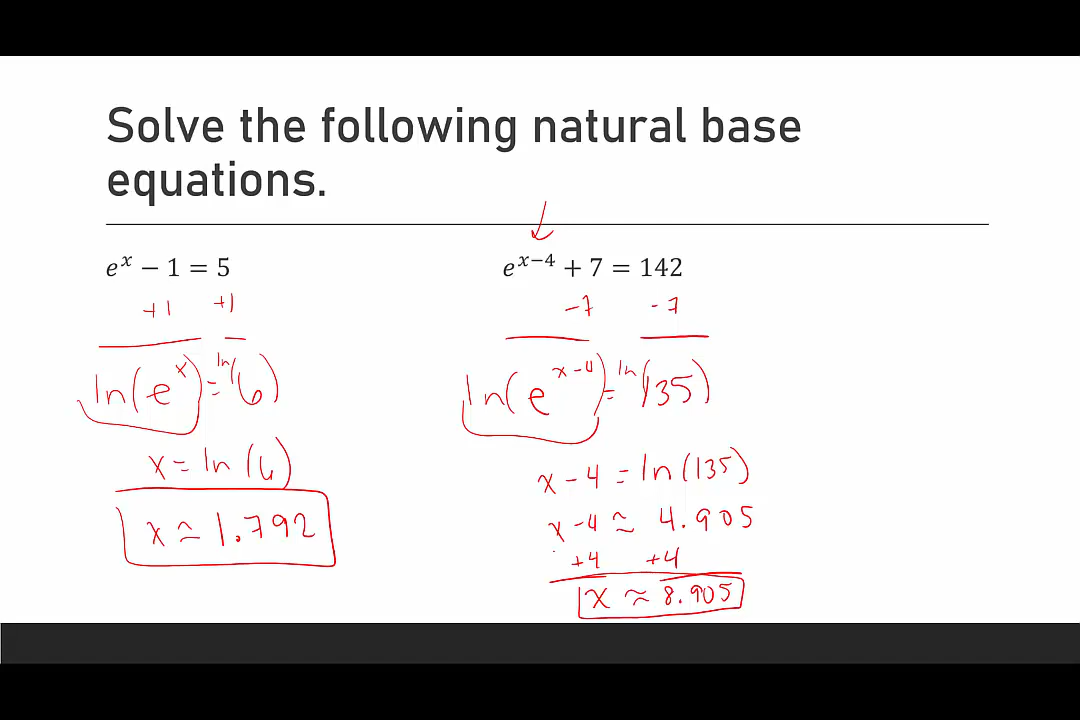 Solve the following natural base
equations.
e^x − 1 = 5
+1 +1
ln(e^x) = ln(6)
x = ln(6)
x ≃ 1.792
e^{x−4} + 7 = 142
-7 -7
ln(e^{x-4}) = ln(135)
x - 4 = ln(135)
x - 4 ≈ 4.905
+4 +4
x ≈ 8.905